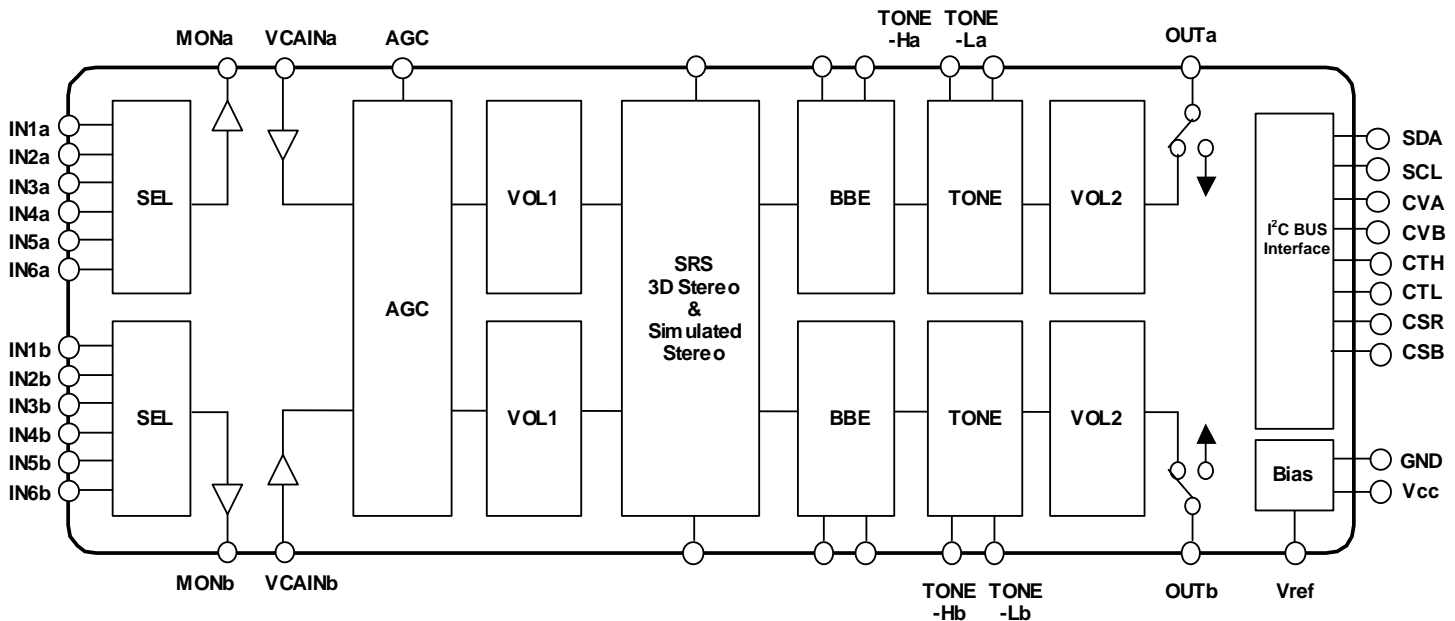 TONE TONE
-Ha -La
MONa VCAINa AGC OUTa
IN1a
IN2a
IN3a
IN4a
IN5a
IN6a
SEL
VOL1
BBE
TONE
VOL2
I²C BUS
Interface
SDA
SCL
CVA
CVB
CTH
CTL
CSR
CSB
AGC
SRS
3D Stereo
&
Simulated
Stereo
IN1b
IN2b
IN3b
IN4b
IN5b
IN6b
SEL
VOL1
BBE
TONE
VOL2
Bias
GND
Vcc
MONb VCAINb
TONE TONE
-Hb -Lb
OUTb Vref